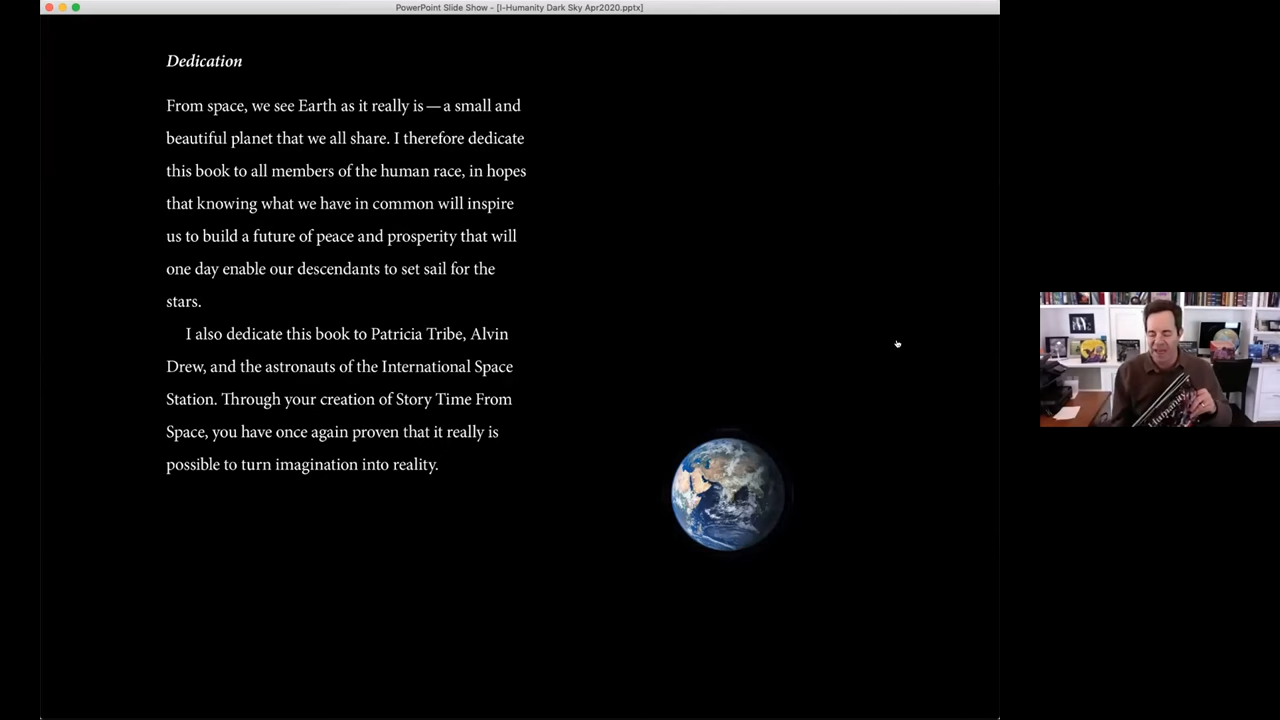 PowerPoint Slide Show - [I-Humanity Dark Sky Apr2020.pptx]
Dedication
From space, we see Earth as it really is — a small and
beautiful planet that we all share. I therefore dedicate
this book to all members of the human race, in hopes
that knowing what we have in common will inspire
us to build a future of peace and prosperity that will
one day enable our descendants to set sail for the
stars.
I also dedicate this book to Patricia Tribe, Alvin
Drew, and the astronauts of the International Space
Station. Through your creation of Story Time From
Space, you have once again proven that it really is
possible to turn imagination into reality.
Humanity